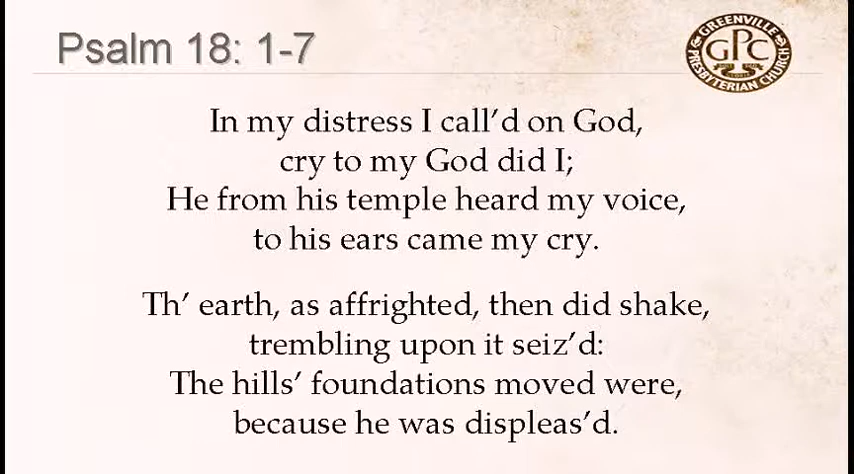 Psalm 18: 1-7
GREENVILLE
GPC
PRESBYTERIAN CHURCH
In my distress I call’d on God,
cry to my God did I;
He from his temple heard my voice,
to his ears came my cry.
Th’ earth, as affrighted, then did shake,
trembling upon it seiz’d:
The hills’ foundations moved were,
because he was displeas’d.